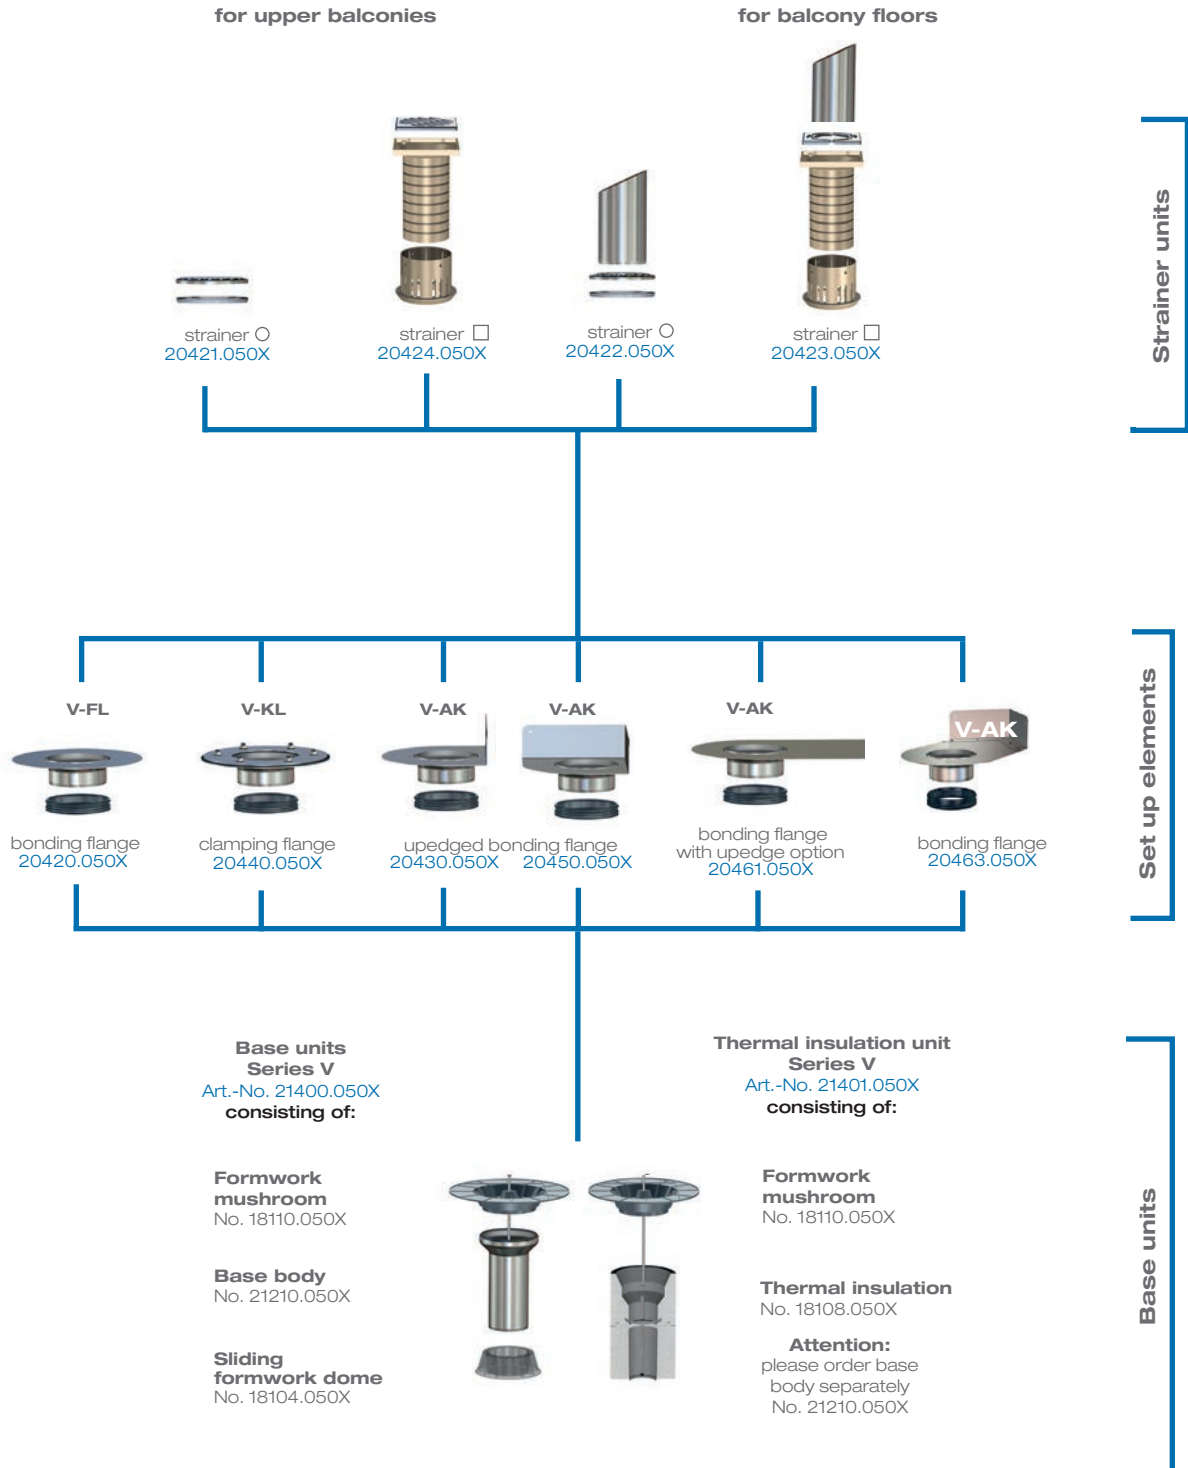 for upper balconies
for balcony floors
strainer ○
20421.050X
strainer □
20424.050X
strainer ○
20422.050X
strainer □
20423.050X
Strainer units
V-FL
V-KL
V-AK
V-AK
V-AK
V-AK
bonding flange
20420.050X
clamping flange
20440.050X
upedged bonding flange
20430.050X
20450.050X
bonding flange
with upedge option
20461.050X
bonding flange
20463.050X
Set up elements
Base units
Series V
Art.-No. 21400.050X
consisting of:
Thermal insulation unit
Series V
Art.-No. 21401.050X
consisting of:
Formwork
mushroom
No. 18110.050X
Base body
No. 21210.050X
Sliding
formwork dome
No. 18104.050X
Formwork
mushroom
No. 18110.050X
Thermal insulation
No. 18108.050X
Attention:
please order base
body separately
No. 21210.050X
Base units